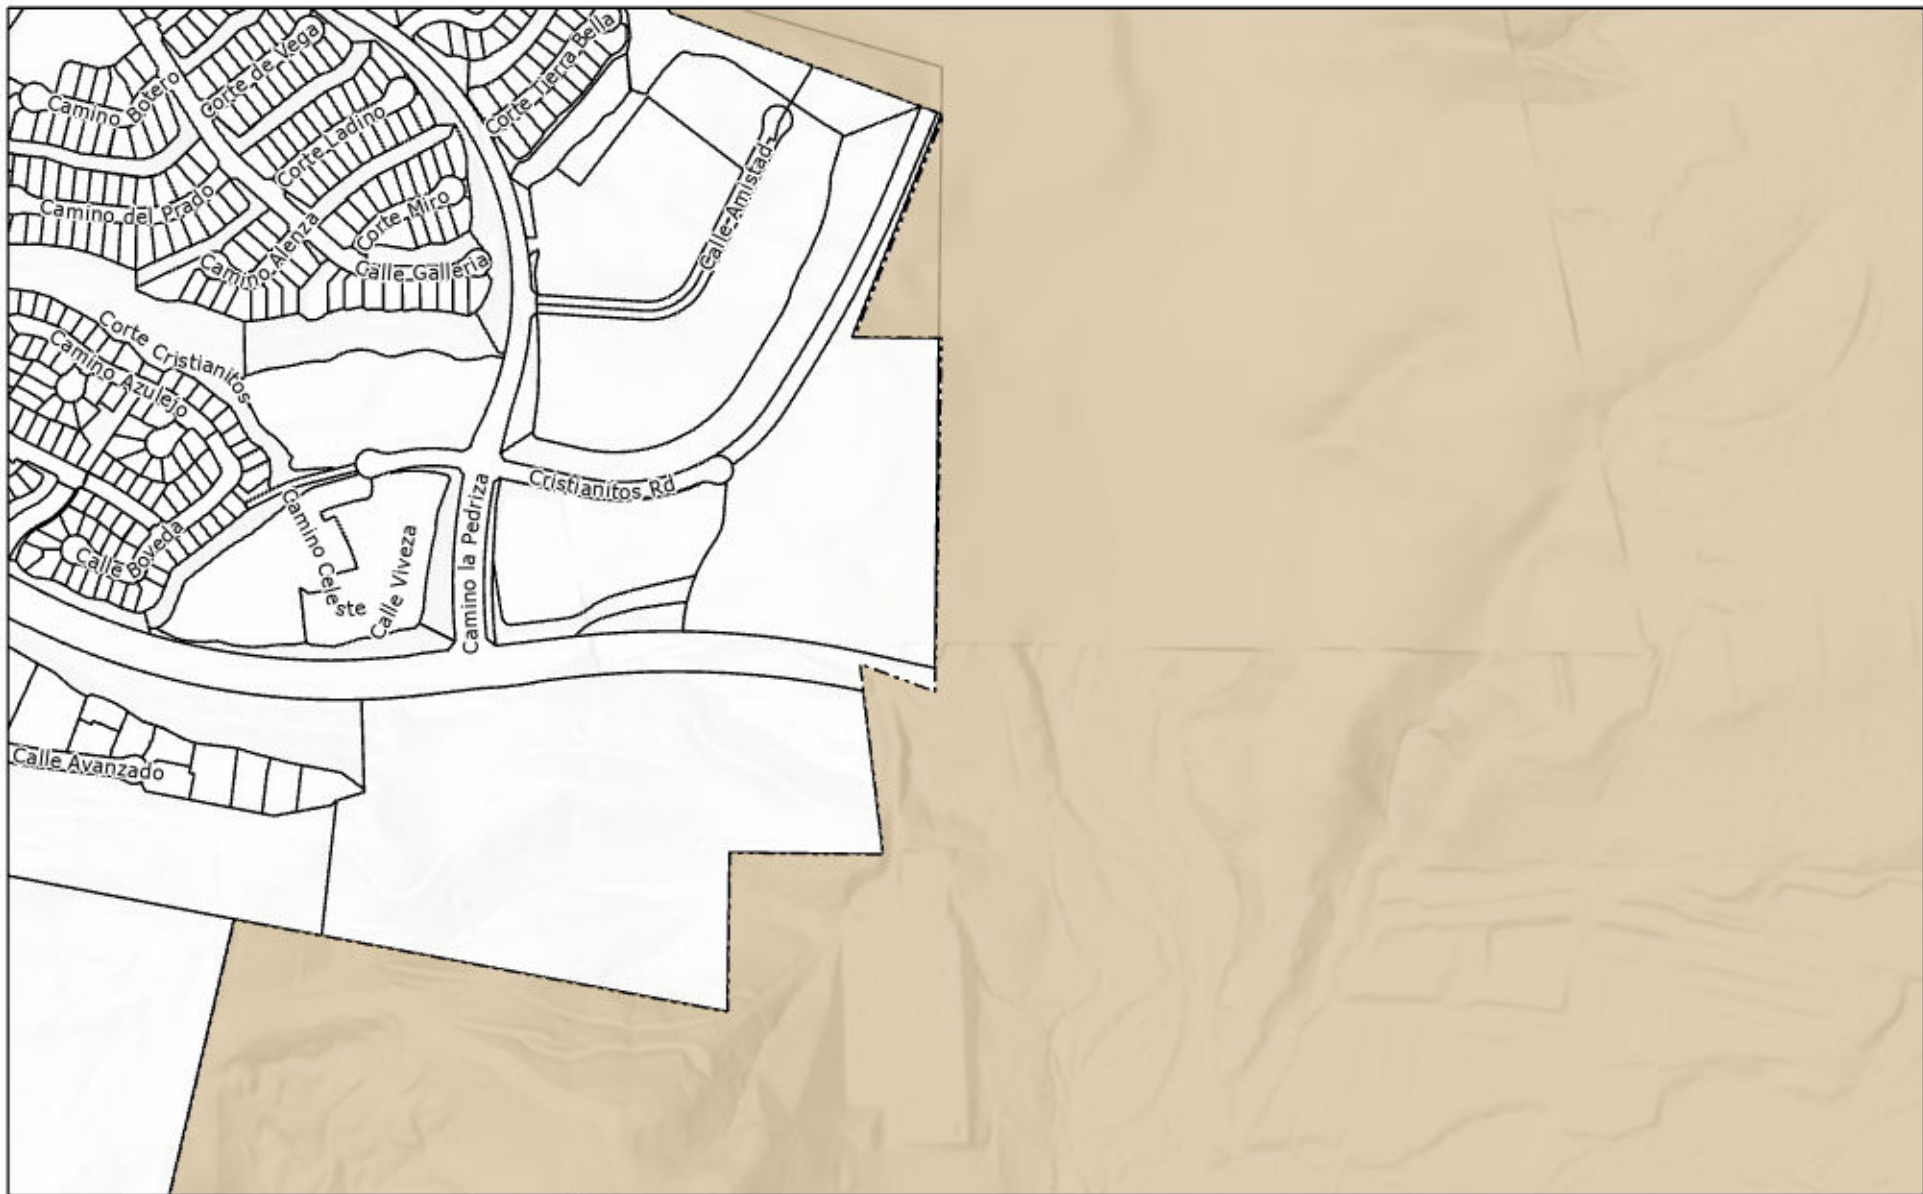 Corte de Vega
Corte Tierra Bella
Camino Botero
Corte Ladino
Calle Amistad
Camino del Prado
Corte Miro
Camino Alenza
Calle Galleria
Corte Cristianitos
Camino Azulejo
Cristianitos Rd
Camino la Pedriza
Camino Celeste
Calle Viveza
Calle Boveda
Calle Avanzado